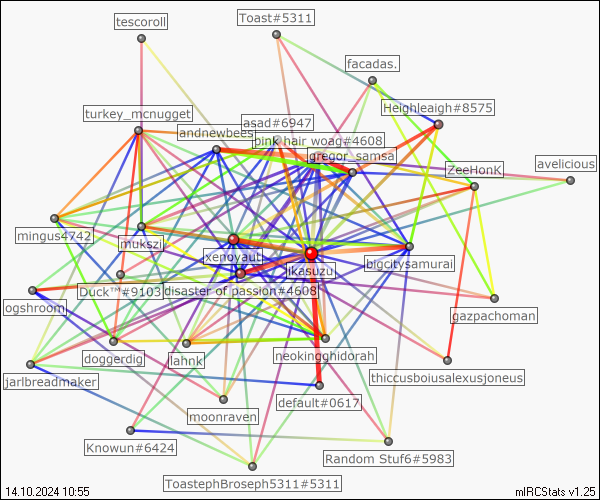 tescoroll
Toast#5311
facadas.
turkey_mcnugget
asad#6947
Heighleaigh#8575
andnewbees
pink hair woag#4608
gregor_samsa
ZeeHonK
avelicious
mingus4742
mukszi
xenovaut
ikasuzu
bigcitysamurai
ogshroom
Duck™#9103
disaster of passion#4608
gazpachoman
doggerdig
lahnk
neokingghidorah
jarlbreadmaker
thiccusboiusalexusjoneus
moonraven
default#0617
Knowun#6424
Random Stuf6#5983
ToastephBroseph5311#5311
14.10.2024 10:55
mIRCStats v1.25